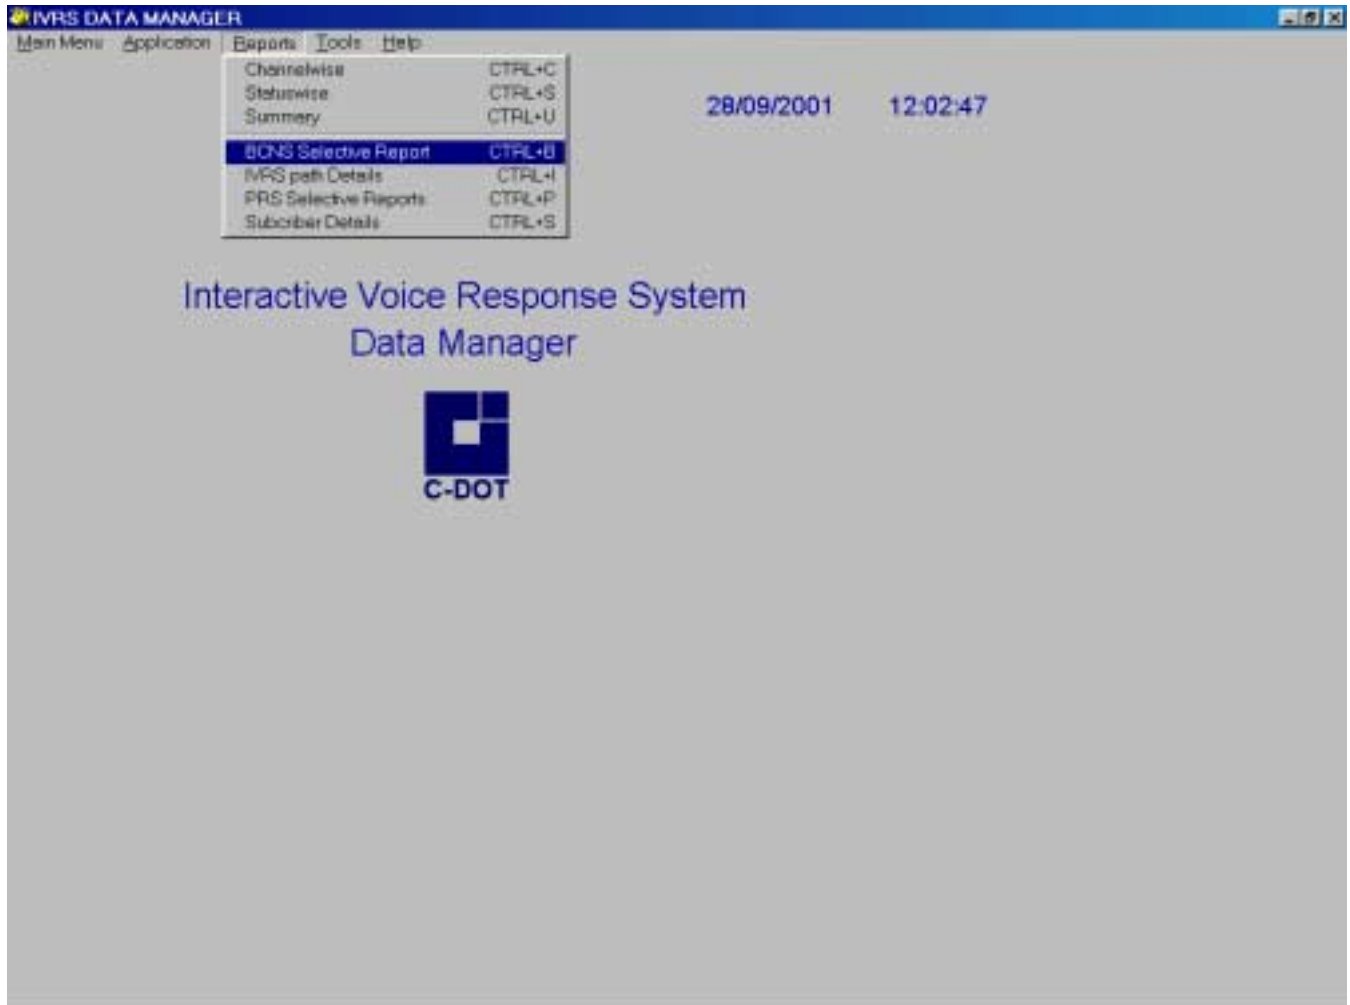 IVRS DATA MANAGER
Main Menu Application Reports Tools Help
Channelwise CTRL+C
Statuswise CTRL+S
Summery CTRL+U
BCNS Selective Report CTRL+B
IVRS path Details CTRL+I
PRS Selective Reports CTRL+P
Subcriber Details CTRL+S
28/09/2001 12:02:47
Interactive Voice Response System
Data Manager
C-DOT